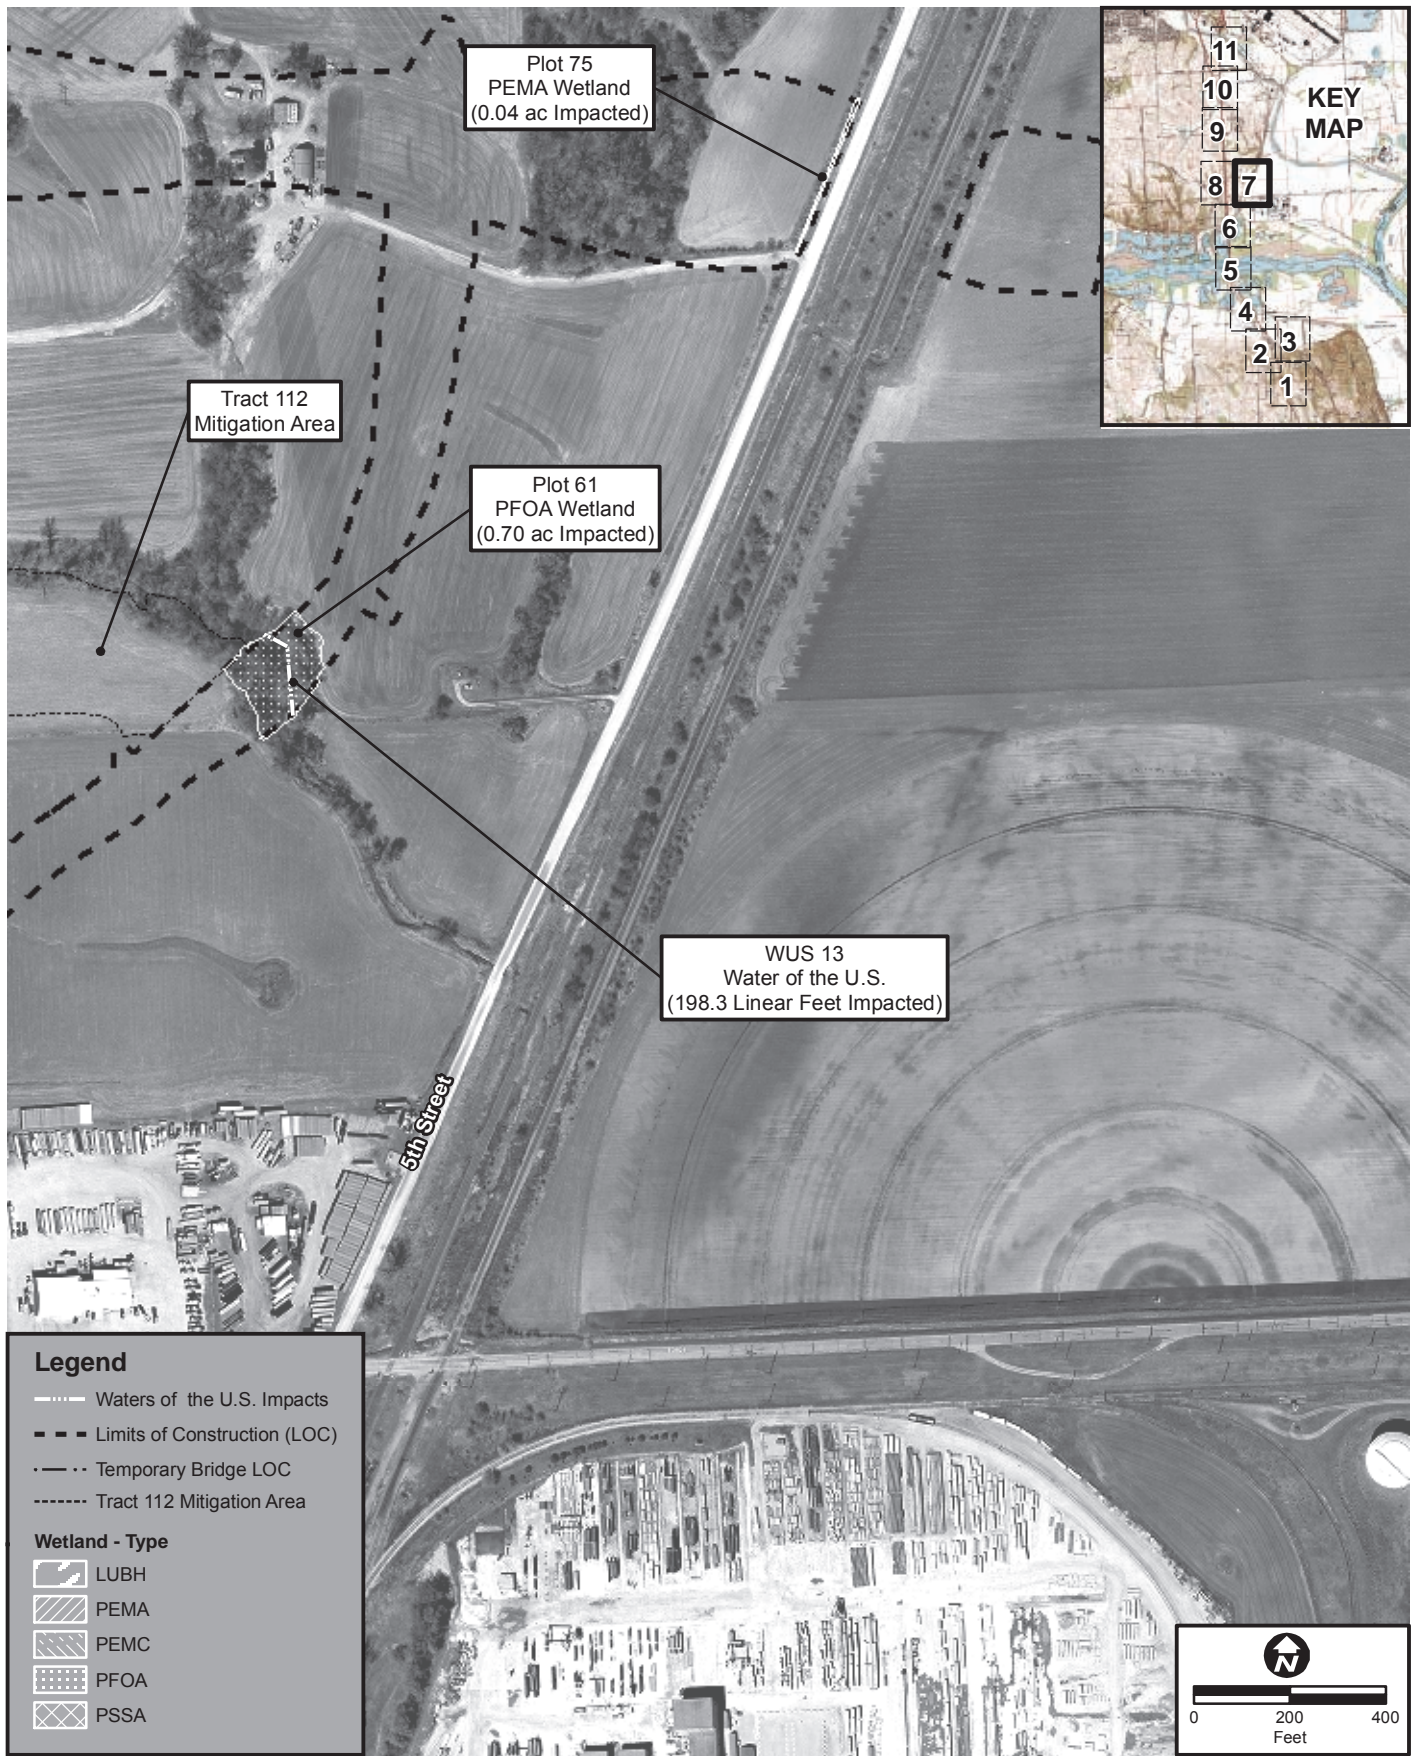 Plot 75
PEMA Wetland
(0.04 ac Impacted)
11
10
KEY
MAP
9
8
7
6
5
4
3
2
1
Tract 112
Mitigation Area
Plot 61
PFOA Wetland
(0.70 ac Impacted)
WUS 13
Water of the U.S.
(198.3 Linear Feet Impacted)
5th Street
Legend
Waters of the U.S. Impacts
Limits of Construction (LOC)
Temporary Bridge LOC
Tract 112 Mitigation Area
Wetland - Type
LUBH
PEMA
PEMC
PFOA
PSSA
N
0 200 400
Feet